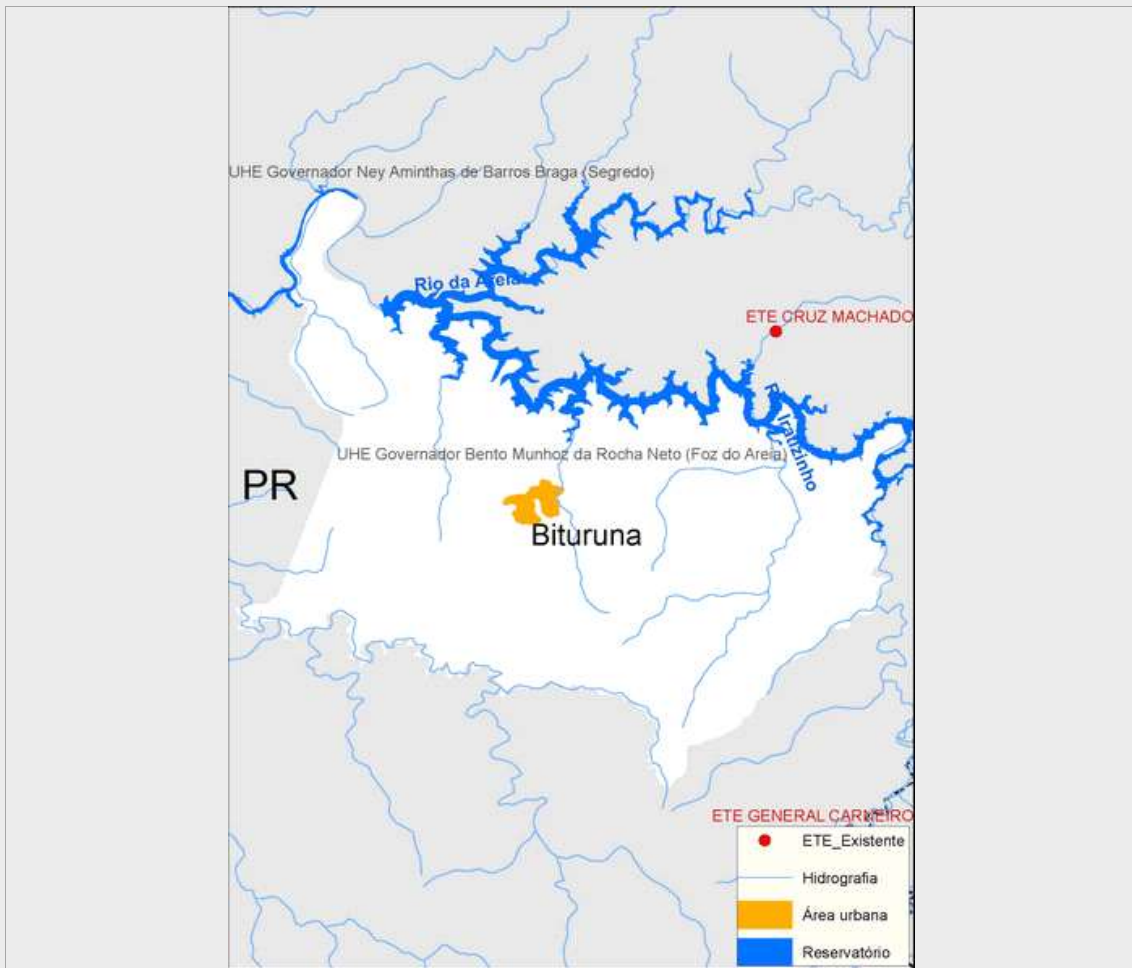 UHE Governador Ney Aminthas de Barros Braga (Segredo)
Rio da Areia
ETE CRUZ MACHADO
R. Iratizinho
UHE Governador Bento Munhoz da Rocha Neto (Foz do Areia)
PR
Bituruna
ETE GENERAL CARNEIRO
ETE_Existente
Hidrografia
Área urbana
Reservatório